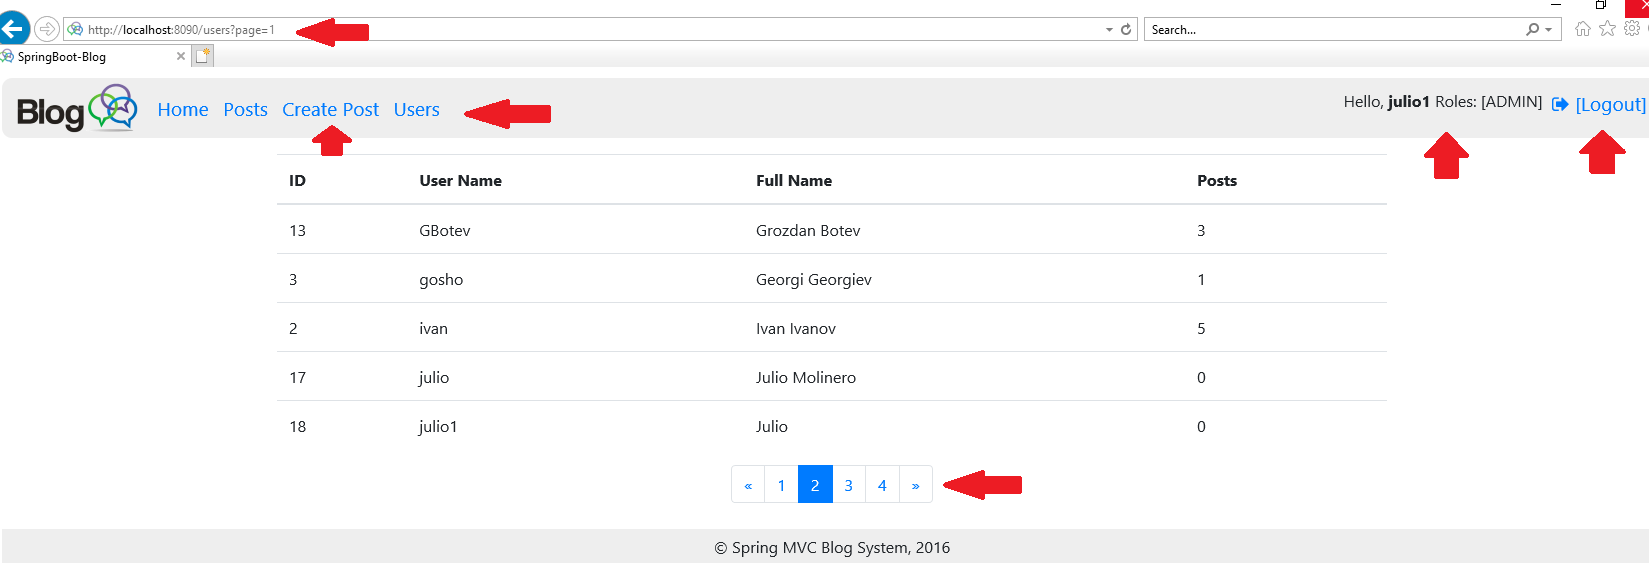 http://localhost:8090/users?page=1
Search...
SpringBoot-Blog
Blog Home Posts Create Post Users
Hello, julio1 Roles: [ADMIN] [Logout]
ID User Name Full Name Posts
13 GBotev Grozdan Botev 3
3 gosho Georgi Georgiev 1
2 ivan Ivan Ivanov 5
17 julio Julio Molinero 0
18 julio1 Julio 0
« 1 2 3 4 »
© Spring MVC Blog System, 2016